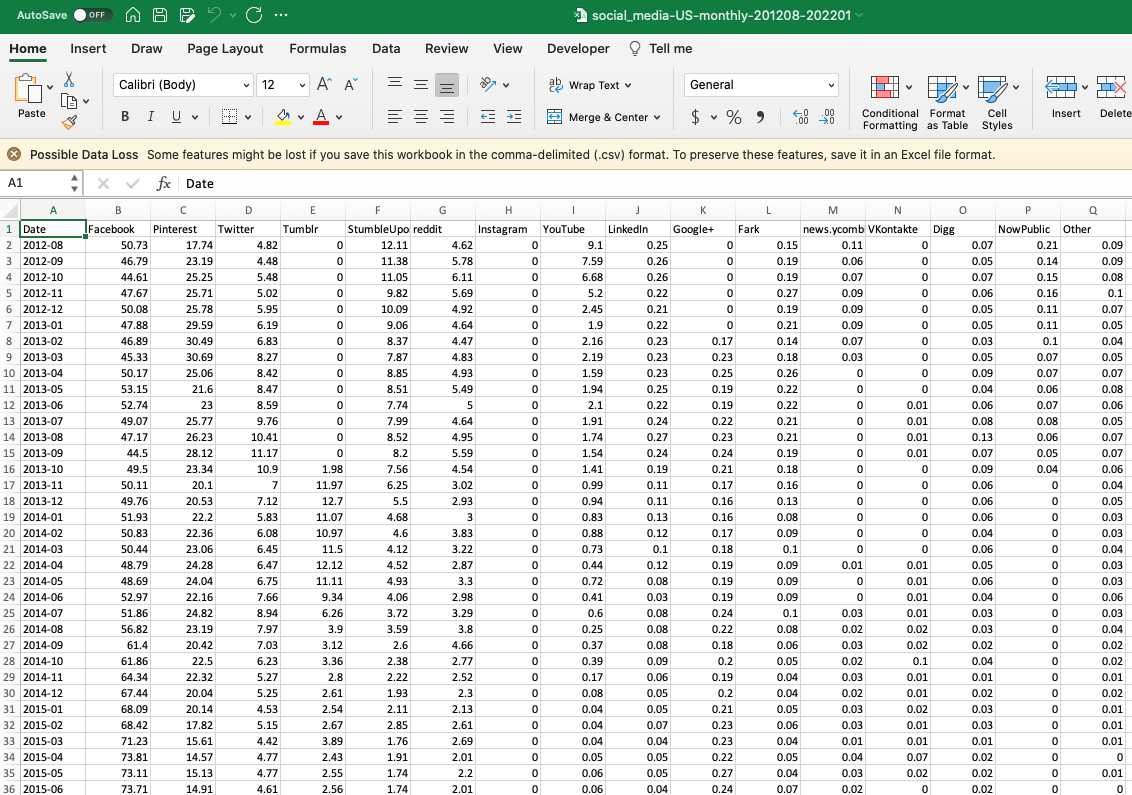 AutoSave OFF social_media-US-monthly-201208-202201
Home Insert Draw Page Layout Formulas Data Review View Developer Tell me
Paste Calibri (Body) 12 A A Wrap Text General Conditional Formatting Format as Table Cell Styles Insert Delete
B I U A Merge & Center $ % 9 .00
Possible Data Loss Some features might be lost if you save this workbook in the comma-delimited (.csv) format. To preserve these features, save it in an Excel file format.
A1 fx Date
A B C D E F G H I J K L M N O P Q
1 Date Facebook Pinterest Twitter Tumblr StumbleUpo reddit Instagram YouTube LinkedIn Google+ Fark news.ycomb VKontakte Digg NowPublic Other
2 2012-08 50.73 17.74 4.82 0 12.11 4.62 0 9.1 0.25 0 0.15 0.11 0 0.07 0.21 0.09
3 2012-09 46.79 23.19 4.48 0 11.38 5.78 0 7.59 0.26 0 0.19 0.06 0 0.05 0.14 0.09
4 2012-10 44.61 25.25 5.48 0 11.05 6.11 0 6.68 0.26 0 0.19 0.07 0 0.07 0.15 0.08
5 2012-11 47.67 25.71 5.02 0 9.82 5.69 0 5.2 0.22 0 0.27 0.09 0 0.06 0.16 0.1
6 2012-12 50.08 25.78 5.95 0 10.09 4.92 0 2.45 0.21 0 0.19 0.09 0 0.05 0.11 0.07
7 2013-01 47.88 29.59 6.19 0 9.06 4.64 0 1.9 0.22 0 0.21 0.09 0 0.05 0.11 0.05
8 2013-02 46.89 30.49 6.83 0 8.37 4.47 0 2.16 0.23 0.17 0.14 0.07 0 0.03 0.1 0.04
9 2013-03 45.33 30.69 8.27 0 7.87 4.83 0 2.19 0.23 0.23 0.18 0.03 0 0.05 0.07 0.05
10 2013-04 50.17 25.06 8.42 0 8.85 4.93 0 1.59 0.23 0.25 0.26 0 0 0.09 0.07 0.07
11 2013-05 53.15 21.6 8.47 0 8.51 5.49 0 1.94 0.25 0.19 0.22 0 0 0.04 0.06 0.08
12 2013-06 52.74 23 8.59 0 7.74 5 0 2.1 0.22 0.19 0.22 0 0.01 0.06 0.07 0.06
13 2013-07 49.07 25.77 9.76 0 7.99 4.64 0 1.91 0.24 0.22 0.21 0 0.01 0.08 0.08 0.05
14 2013-08 47.17 26.23 10.41 0 8.52 4.95 0 1.74 0.27 0.23 0.21 0 0.01 0.13 0.06 0.07
15 2013-09 44.5 28.12 11.17 0 8.2 5.59 0 1.54 0.24 0.24 0.19 0 0.01 0.07 0.05 0.07
16 2013-10 49.5 23.34 10.9 1.98 7.56 4.54 0 1.41 0.19 0.21 0.18 0 0 0.09 0.04 0.06
17 2013-11 50.11 20.1 7 11.97 6.25 3.02 0 0.99 0.11 0.17 0.16 0 0 0.06 0 0.04
18 2013-12 49.76 20.53 7.12 12.7 5.5 2.93 0 0.94 0.11 0.16 0.13 0 0 0.06 0 0.05
19 2014-01 51.93 22.2 5.83 11.07 4.68 3 0 0.83 0.13 0.16 0.08 0 0 0.06 0 0.03
20 2014-02 50.83 22.36 6.08 10.97 4.6 3.83 0 0.88 0.12 0.17 0.09 0 0 0.04 0 0.03
21 2014-03 50.44 23.06 6.45 11.5 4.12 3.22 0 0.73 0.1 0.18 0.1 0 0 0.06 0 0.04
22 2014-04 48.79 24.28 6.47 12.12 4.52 2.87 0 0.44 0.12 0.19 0.09 0.01 0.01 0.05 0 0.03
23 2014-05 48.69 24.04 6.75 11.11 4.93 3.3 0 0.72 0.08 0.19 0.09 0 0.01 0.06 0 0.03
24 2014-06 52.97 22.16 7.66 9.34 4.06 2.98 0 0.41 0.03 0.19 0.09 0 0.01 0.04 0 0.06
25 2014-07 51.86 24.82 8.94 6.26 3.72 3.29 0 0.6 0.08 0.24 0.1 0.03 0.01 0.03 0 0.03
26 2014-08 56.82 23.19 7.97 3.9 3.59 3.8 0 0.25 0.08 0.22 0.08 0.02 0.02 0.03 0 0.04
27 2014-09 61.4 20.42 7.03 3.12 2.6 4.66 0 0.37 0.08 0.18 0.06 0.03 0.02 0.02 0 0.02
28 2014-10 61.86 22.5 6.23 3.36 2.38 2.77 0 0.39 0.09 0.2 0.05 0.02 0.1 0.04 0 0.02
29 2014-11 64.34 22.32 5.27 2.8 2.22 2.52 0 0.17 0.06 0.19 0.04 0.03 0.01 0.01 0 0.01
30 2014-12 67.44 20.04 5.25 2.61 1.93 2.3 0 0.08 0.05 0.2 0.04 0.02 0.01 0.02 0 0.02
31 2015-01 68.09 20.14 4.53 2.54 2.11 2.13 0 0.04 0.05 0.21 0.05 0.03 0.02 0.03 0 0.01
32 2015-02 68.42 17.82 5.15 2.67 2.85 2.61 0 0.04 0.07 0.23 0.06 0.03 0.01 0.03 0 0.01
33 2015-03 71.23 15.61 4.42 3.89 1.76 2.69 0 0.04 0.04 0.23 0.04 0.01 0.01 0.01 0 0.01
34 2015-04 73.81 14.57 4.77 2.43 1.91 2.01 0 0.05 0.05 0.22 0.05 0.04 0.07 0.02 0 0
35 2015-05 73.11 15.13 4.77 2.55 1.74 2.2 0 0.06 0.05 0.27 0.04 0.03 0.02 0.02 0 0.01
36 2015-06 73.71 14.91 4.61 2.56 1.74 2.01 0 0.06 0.04 0.24 0.07 0.02 0 0.02 0 0